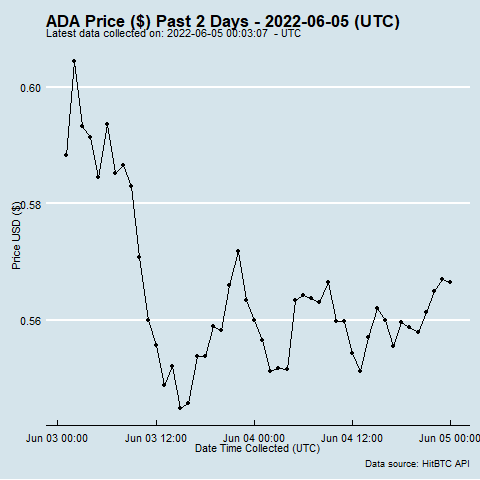 ADA Price ($) Past 2 Days - 2022-06-05 (UTC)
Latest data collected on: 2022-06-05 00:03:07 - UTC
0.60
0.58
0.56
Price USD ($)
Jun 03 00:00 Jun 03 12:00 Jun 04 00:00 Jun 04 12:00 Jun 05 00:00
Date Time Collected (UTC)
Data source: HitBTC API